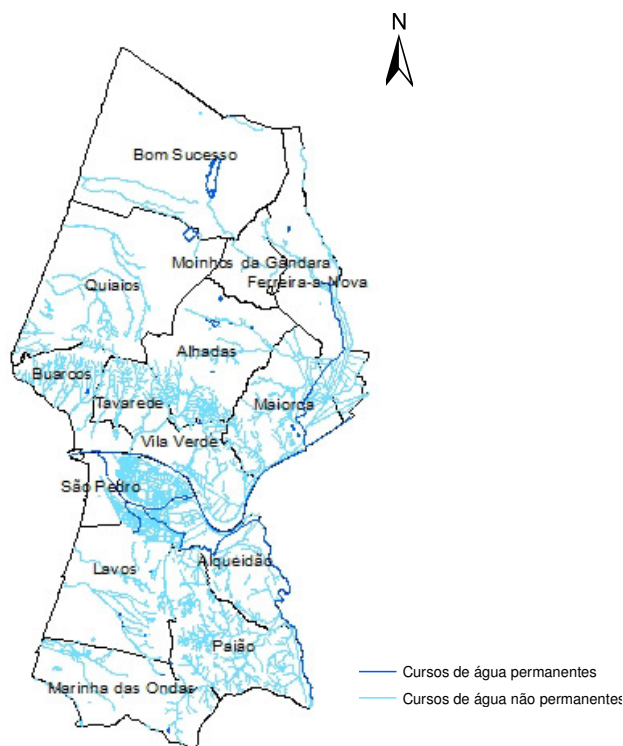 N
Bom Sucesso
Moinhos da Gândara
Ferreira-a-Nova
Quiaios
Alhadas
Buarcos
Tavarede
Maiorca
Vila Verde
São Pedro
Alqueidão
Lavos
Paião
Marinha das Ondas
Cursos de água permanentes
Cursos de água não permanentes